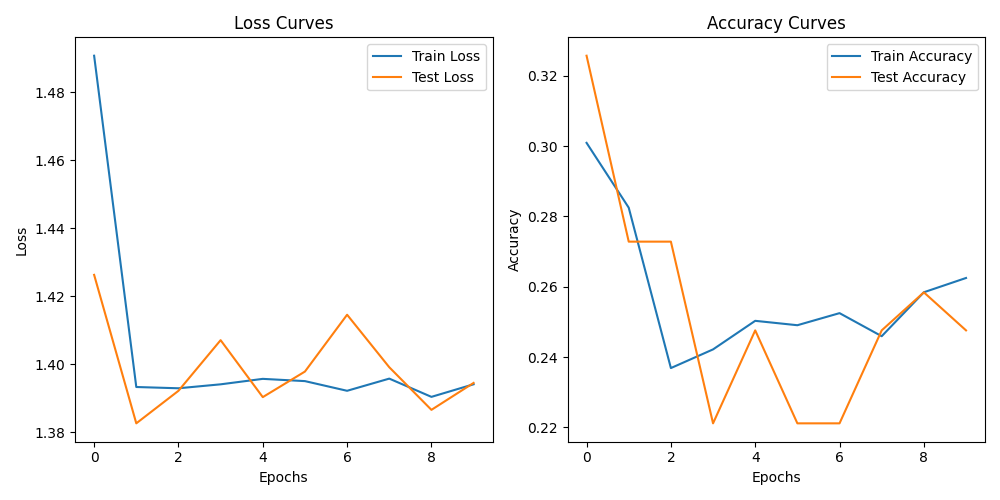 Loss Curves
Train Loss
Test Loss
1.48
1.46
1.44
1.42
1.40
1.38
Loss
0 2 4 6 8
Epochs
Accuracy Curves
Train Accuracy
Test Accuracy
0.32
0.30
0.28
0.26
0.24
0.22
Accuracy
0 2 4 6 8
Epochs